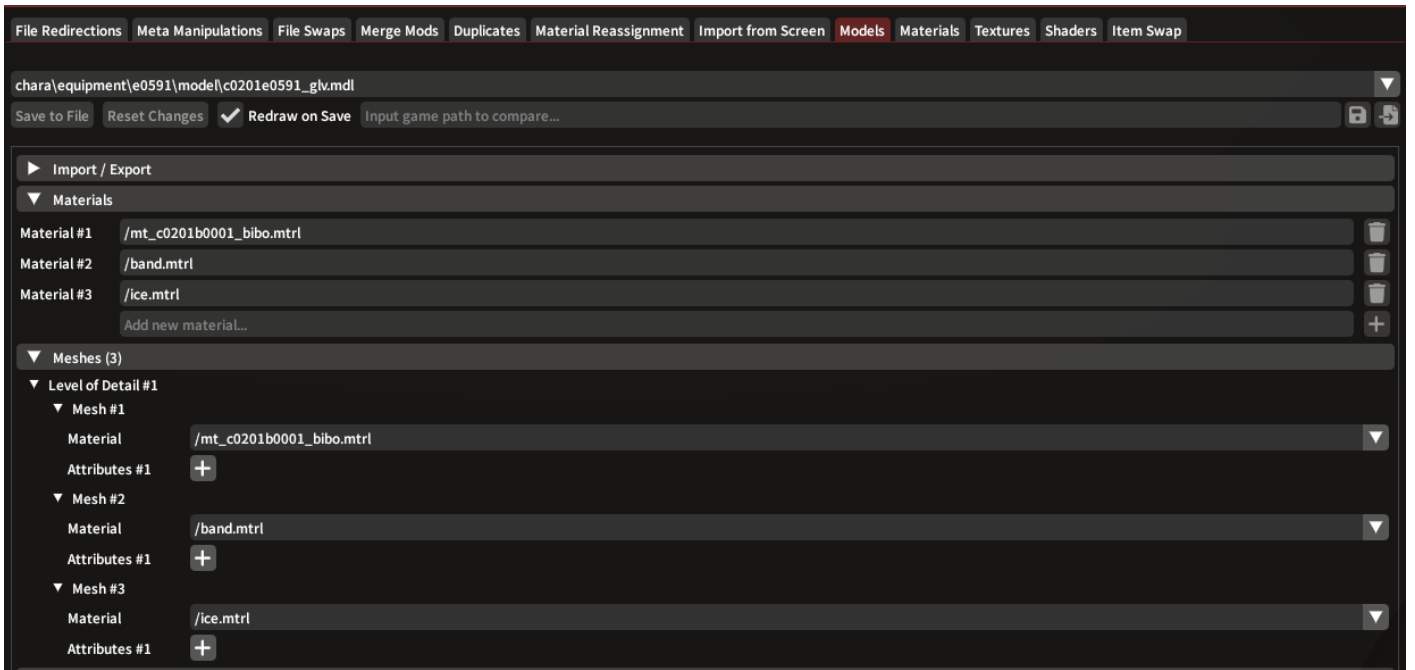 File Redirections Meta Manipulations File Swaps Merge Mods Duplicates Material Reassignment Import from Screen Models Materials Textures Shaders Item Swap
chara\equipment\e0591\model\c0201e0591_glv.mdl
Save to File Reset Changes Redraw on Save Input game path to compare...
Import / Export
Materials
Material #1 /mt_c0201b0001_bibo.mtrl
Material #2 /band.mtrl
Material #3 /ice.mtrl
Add new material...
Meshes (3)
Level of Detail #1
Mesh #1
Material /mt_c0201b0001_bibo.mtrl
Attributes #1
Mesh #2
Material /band.mtrl
Attributes #1
Mesh #3
Material /ice.mtrl
Attributes #1